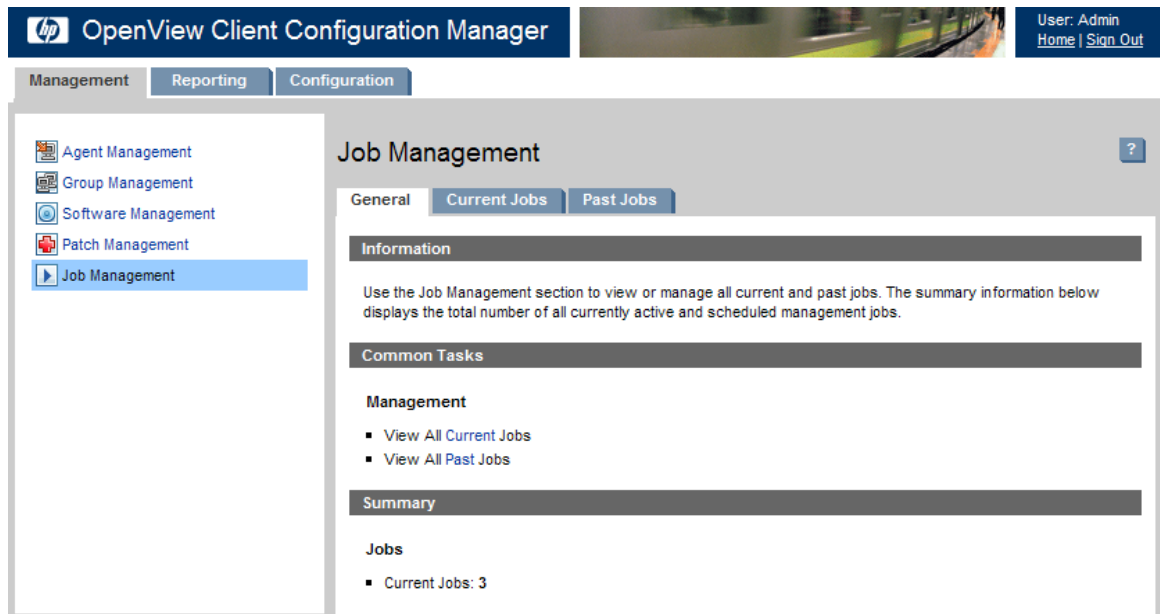 hp OpenView Client Configuration Manager
User: Admin
Home | Sign Out
Management Reporting Configuration
Agent Management
Group Management
Software Management
Patch Management
Job Management
Job Management
?
General Current Jobs Past Jobs
Information
Use the Job Management section to view or manage all current and past jobs. The summary information below
displays the total number of all currently active and scheduled management jobs.
Common Tasks
Management
▪ View All Current Jobs
▪ View All Past Jobs
Summary
Jobs
▪ Current Jobs: 3